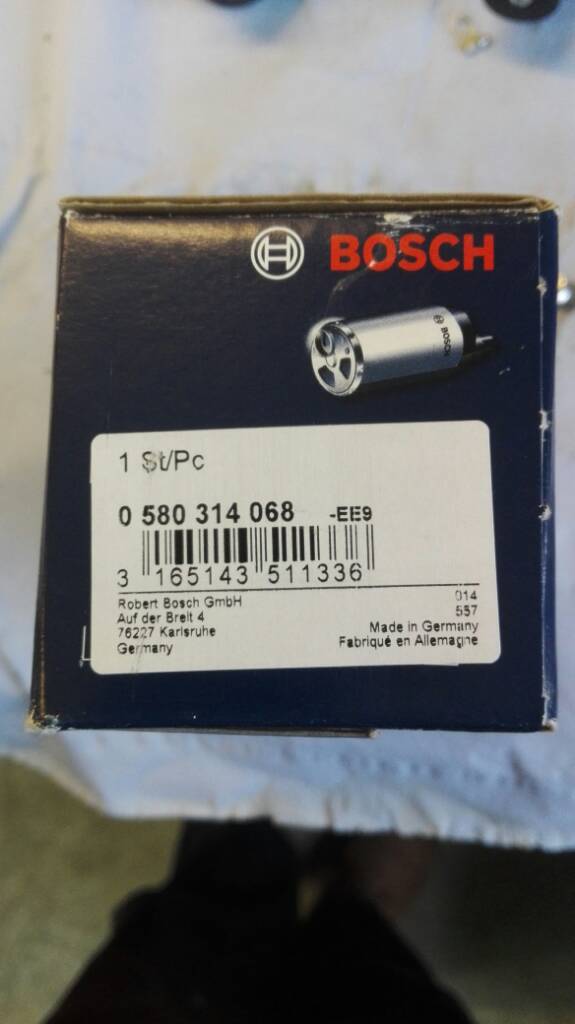 BOSCH
BOSCH
1 St/Pc
0 580 314 068 -EE9
3 165143 511336
Robert Bosch GmbH
Auf der Breit 4
76227 Karlsruhe
Germany
014
557
Made in Germany
Fabriqué en Allemagne